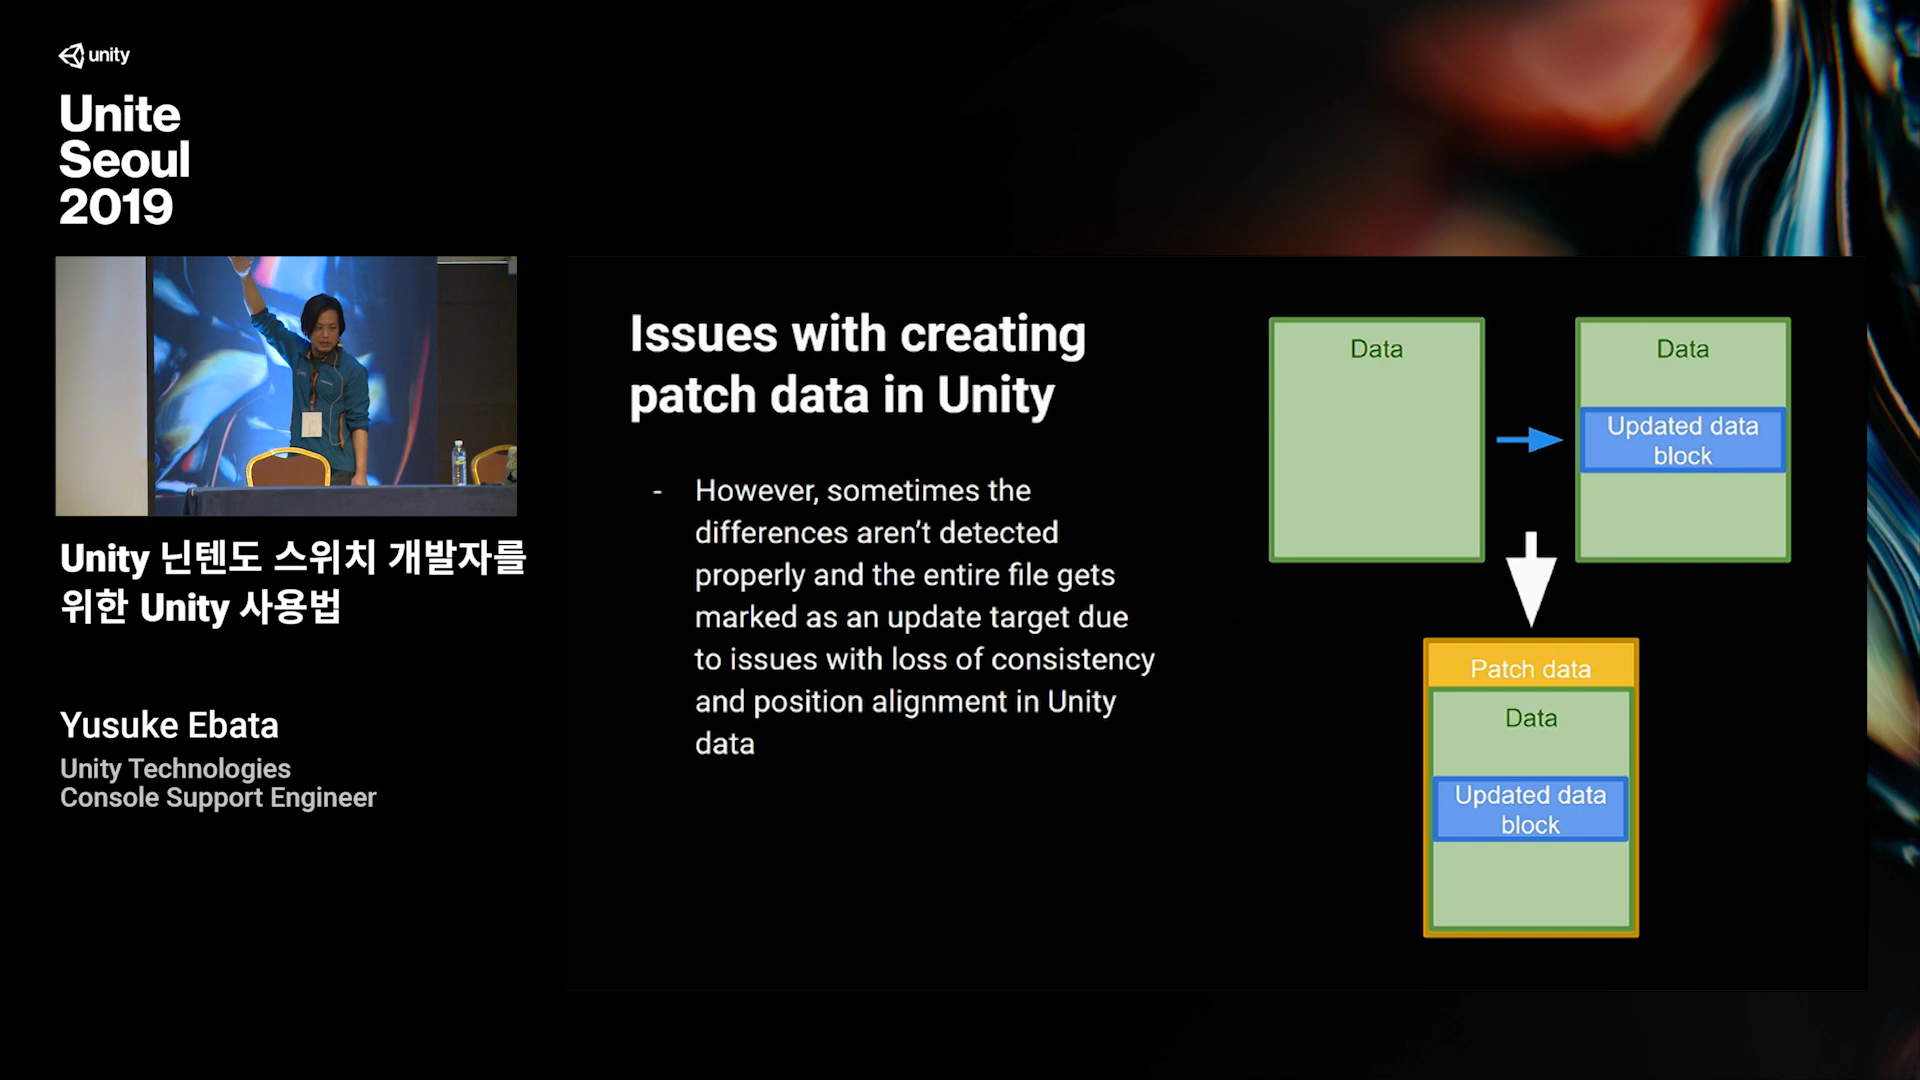 unity
Unite
Seoul
2019
Unity 닌텐도 스위치 개발자를
위한 Unity 사용법
Yusuke Ebata
Unity Technologies
Console Support Engineer
Issues with creating
patch data in Unity
- However, sometimes the
differences aren’t detected
properly and the entire file gets
marked as an update target due
to issues with loss of consistency
and position alignment in Unity
data
Data
Data
Updated data
block
Patch data
Data
Updated data
block